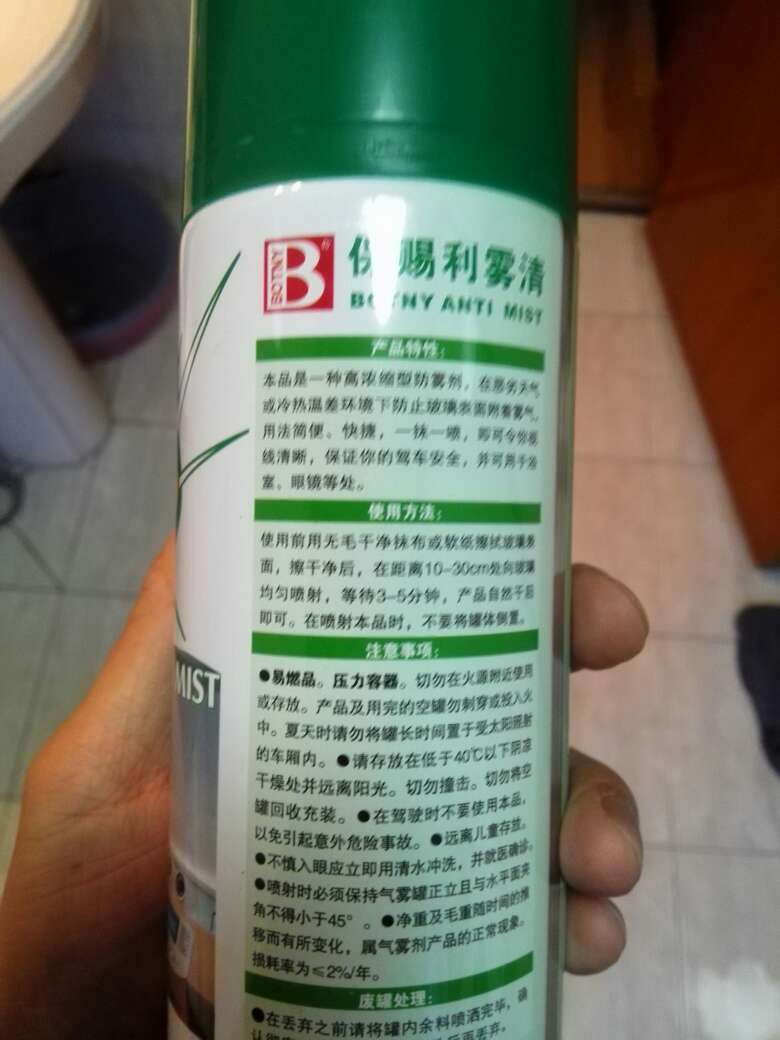 BOTNY
B
保赐利雾清
BOTNY ANTI MIST
产品特性:
本品是一种高浓缩型防雾剂，在恶劣天气
或冷热温差环境下防止玻璃表面附着雾气，
用法简便。快捷，一抹一喷，即可令你视
线清晰，保证你的驾车安全，并可用于浴
室、眼镜等处。
使用方法:
使用前用无毛干净抹布或软纸擦拭玻璃表
面，擦干净后，在距离10-30cm处向玻璃
均匀喷射，等待3-5分钟，产品自然干后
即可。在喷射本品时，不要将罐体倒置。
注意事项:
●易燃品。压力容器。切勿在火源附近使用
或存放。产品及用完的空罐勿刺穿或投入火
中。夏天时请勿将罐长时间置于受太阳照射
的车厢内。●请存放在低于40℃以下阴凉
干燥处并远离阳光。切勿撞击。切勿将空
罐回收充装。●在驾驶时不要使用本品，
以免引起意外危险事故。●远离儿童存放。
●不慎入眼应立即用清水冲洗，并就医确诊。
●喷射时必须保持气雾罐正立且与水平面夹
角不得小于45°。●净重及毛重随时间的推
移而有所变化，属气雾剂产品的正常现象。
损耗率为≤2%/年。
废罐处理:
●在丢弃之前请将罐内余料喷洒完毕，确
后再丢弃。
MIST